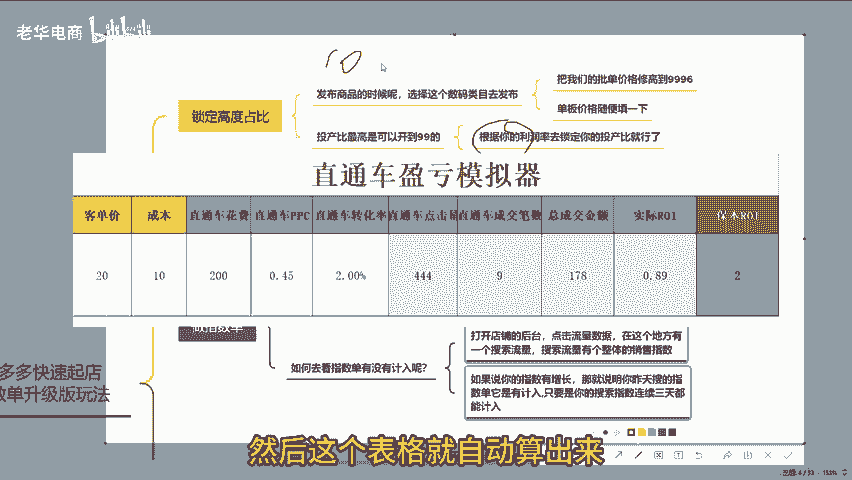 老华电商 bilibili
10
把我们的批单价格修高到9996
发布商品的时候呢，选择这个数码类目去发布
锁定高度占比
单板价格随便填一下
投产比最高是可以开到99的
根据你的利润率去锁定你的投产比就行了
直通车盈亏模拟器
客单价 成本 直通车花费 直通车PPC 直通车转化率 直通车点击量 直通车成交笔数 总成交金额 实际ROI 保本ROI
20 10 200 0.45 2.00% 444 9 178 0.89 2
打开店铺的后台，点击流量数据，在这个地方有
一个搜索流量，搜索流量有个整体的销售指数
如何去看指数单有没有计入呢？
多多快速起店
数单升级版玩法
如果说你的指数有增长，那就说明你昨天搜的指
数单它是有计入,只要是你的搜索指数连续三天都
能计入
然后这个表格就自动算出来